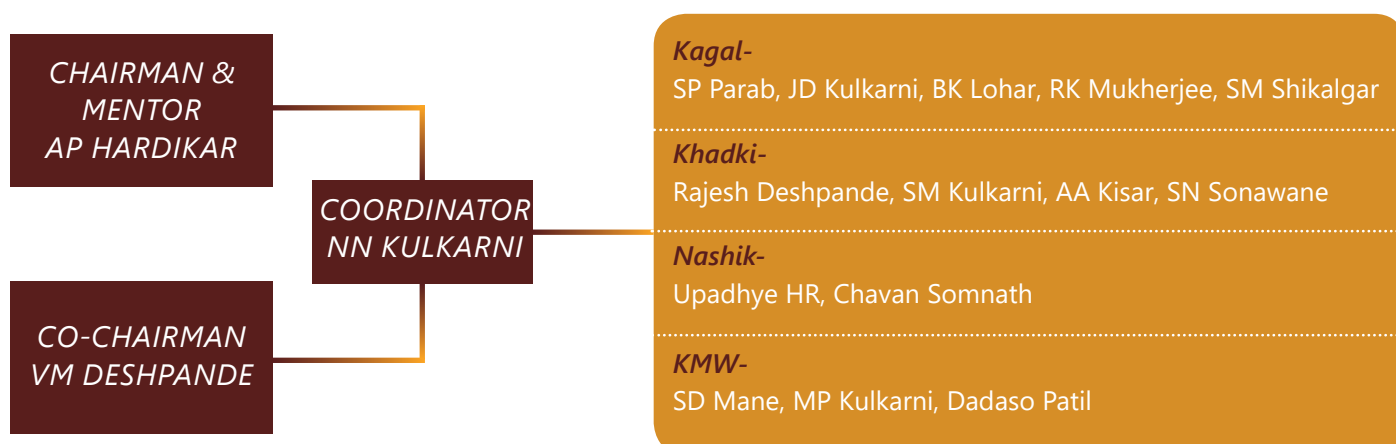 CHAIRMAN &
MENTOR
AP HARDIKAR
CO-CHAIRMAN
VM DESHPANDE
COORDINATOR
NN KULKARNI
Kagal-
SP Parab, JD Kulkarni, BK Lohar, RK Mukherjee, SM Shikalgar
Khadki-
Rajesh Deshpande, SM Kulkarni, AA Kisar, SN Sonawane
Nashik-
Upadhye HR, Chavan Somnath
KMW-
SD Mane, MP Kulkarni, Dadaso Patil